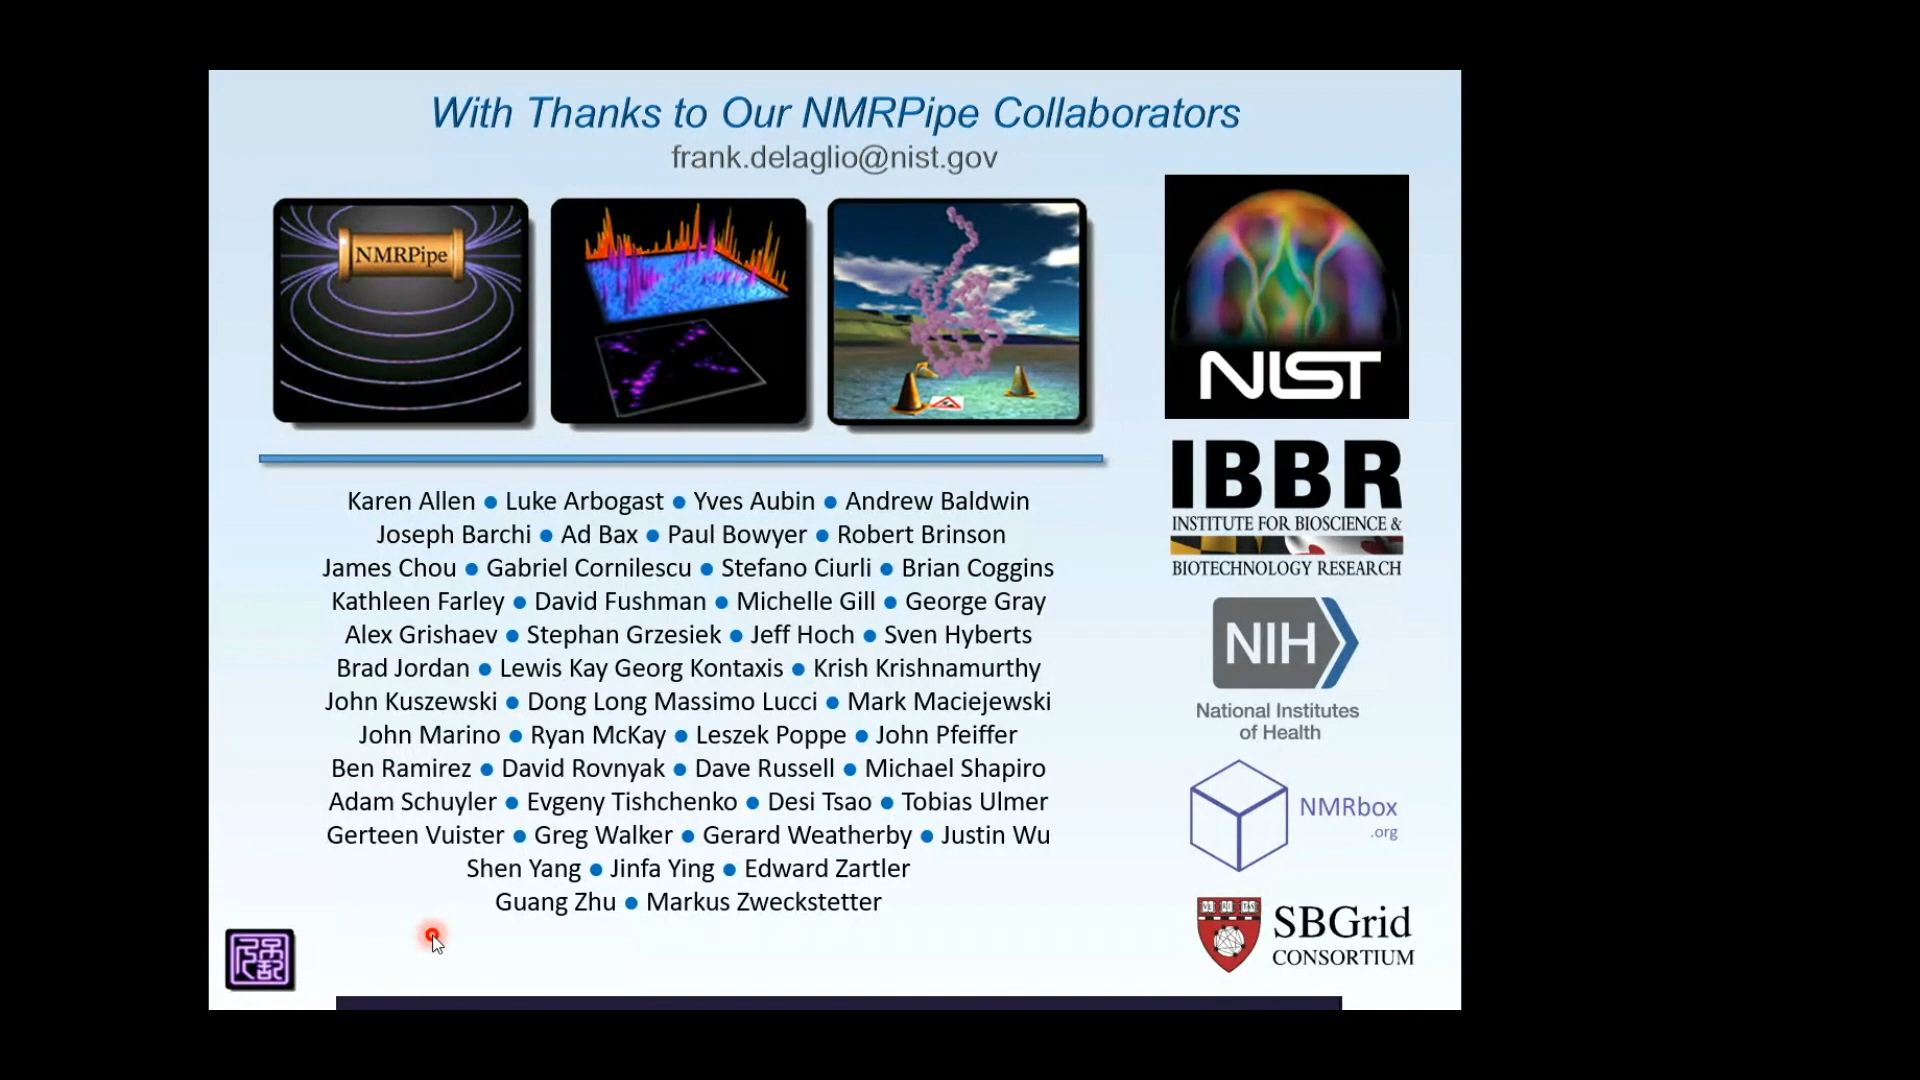 With Thanks to Our NMRPipe Collaborators
frank.delaglio@nist.gov
NMRPipe
NIST
IBBR
INSTITUTE FOR BIOSCIENCE &
BIOTECHNOLOGY RESEARCH
Karen Allen ● Luke Arbogast ● Yves Aubin ● Andrew Baldwin
Joseph Barchi ● Ad Bax ● Paul Bowyer ● Robert Brinson
James Chou ● Gabriel Cornilescu ● Stefano Ciurli ● Brian Coggins
Kathleen Farley ● David Fushman ● Michelle Gill ● George Gray
Alex Grishaev ● Stephan Grzesiek ● Jeff Hoch ● Sven Hyberts
Brad Jordan ● Lewis Kay Georg Kontaxis ● Krish Krishnamurthy
John Kuszewski ● Dong Long Massimo Lucci ● Mark Maciejewski
John Marino ● Ryan McKay ● Leszek Poppe ● John Pfeiffer
Ben Ramirez ● David Rovnyak ● Dave Russell ● Michael Shapiro
Adam Schuyler ● Evgeny Tishchenko ● Desi Tsao ● Tobias Ulmer
Gerteen Vuister ● Greg Walker ● Gerard Weatherby ● Justin Wu
Shen Yang ● Jinfa Ying ● Edward Zartler
Guang Zhu ● Markus Zweckstetter
NIH
National Institutes
of Health
NMRbox
.org
SBGrid
CONSORTIUM